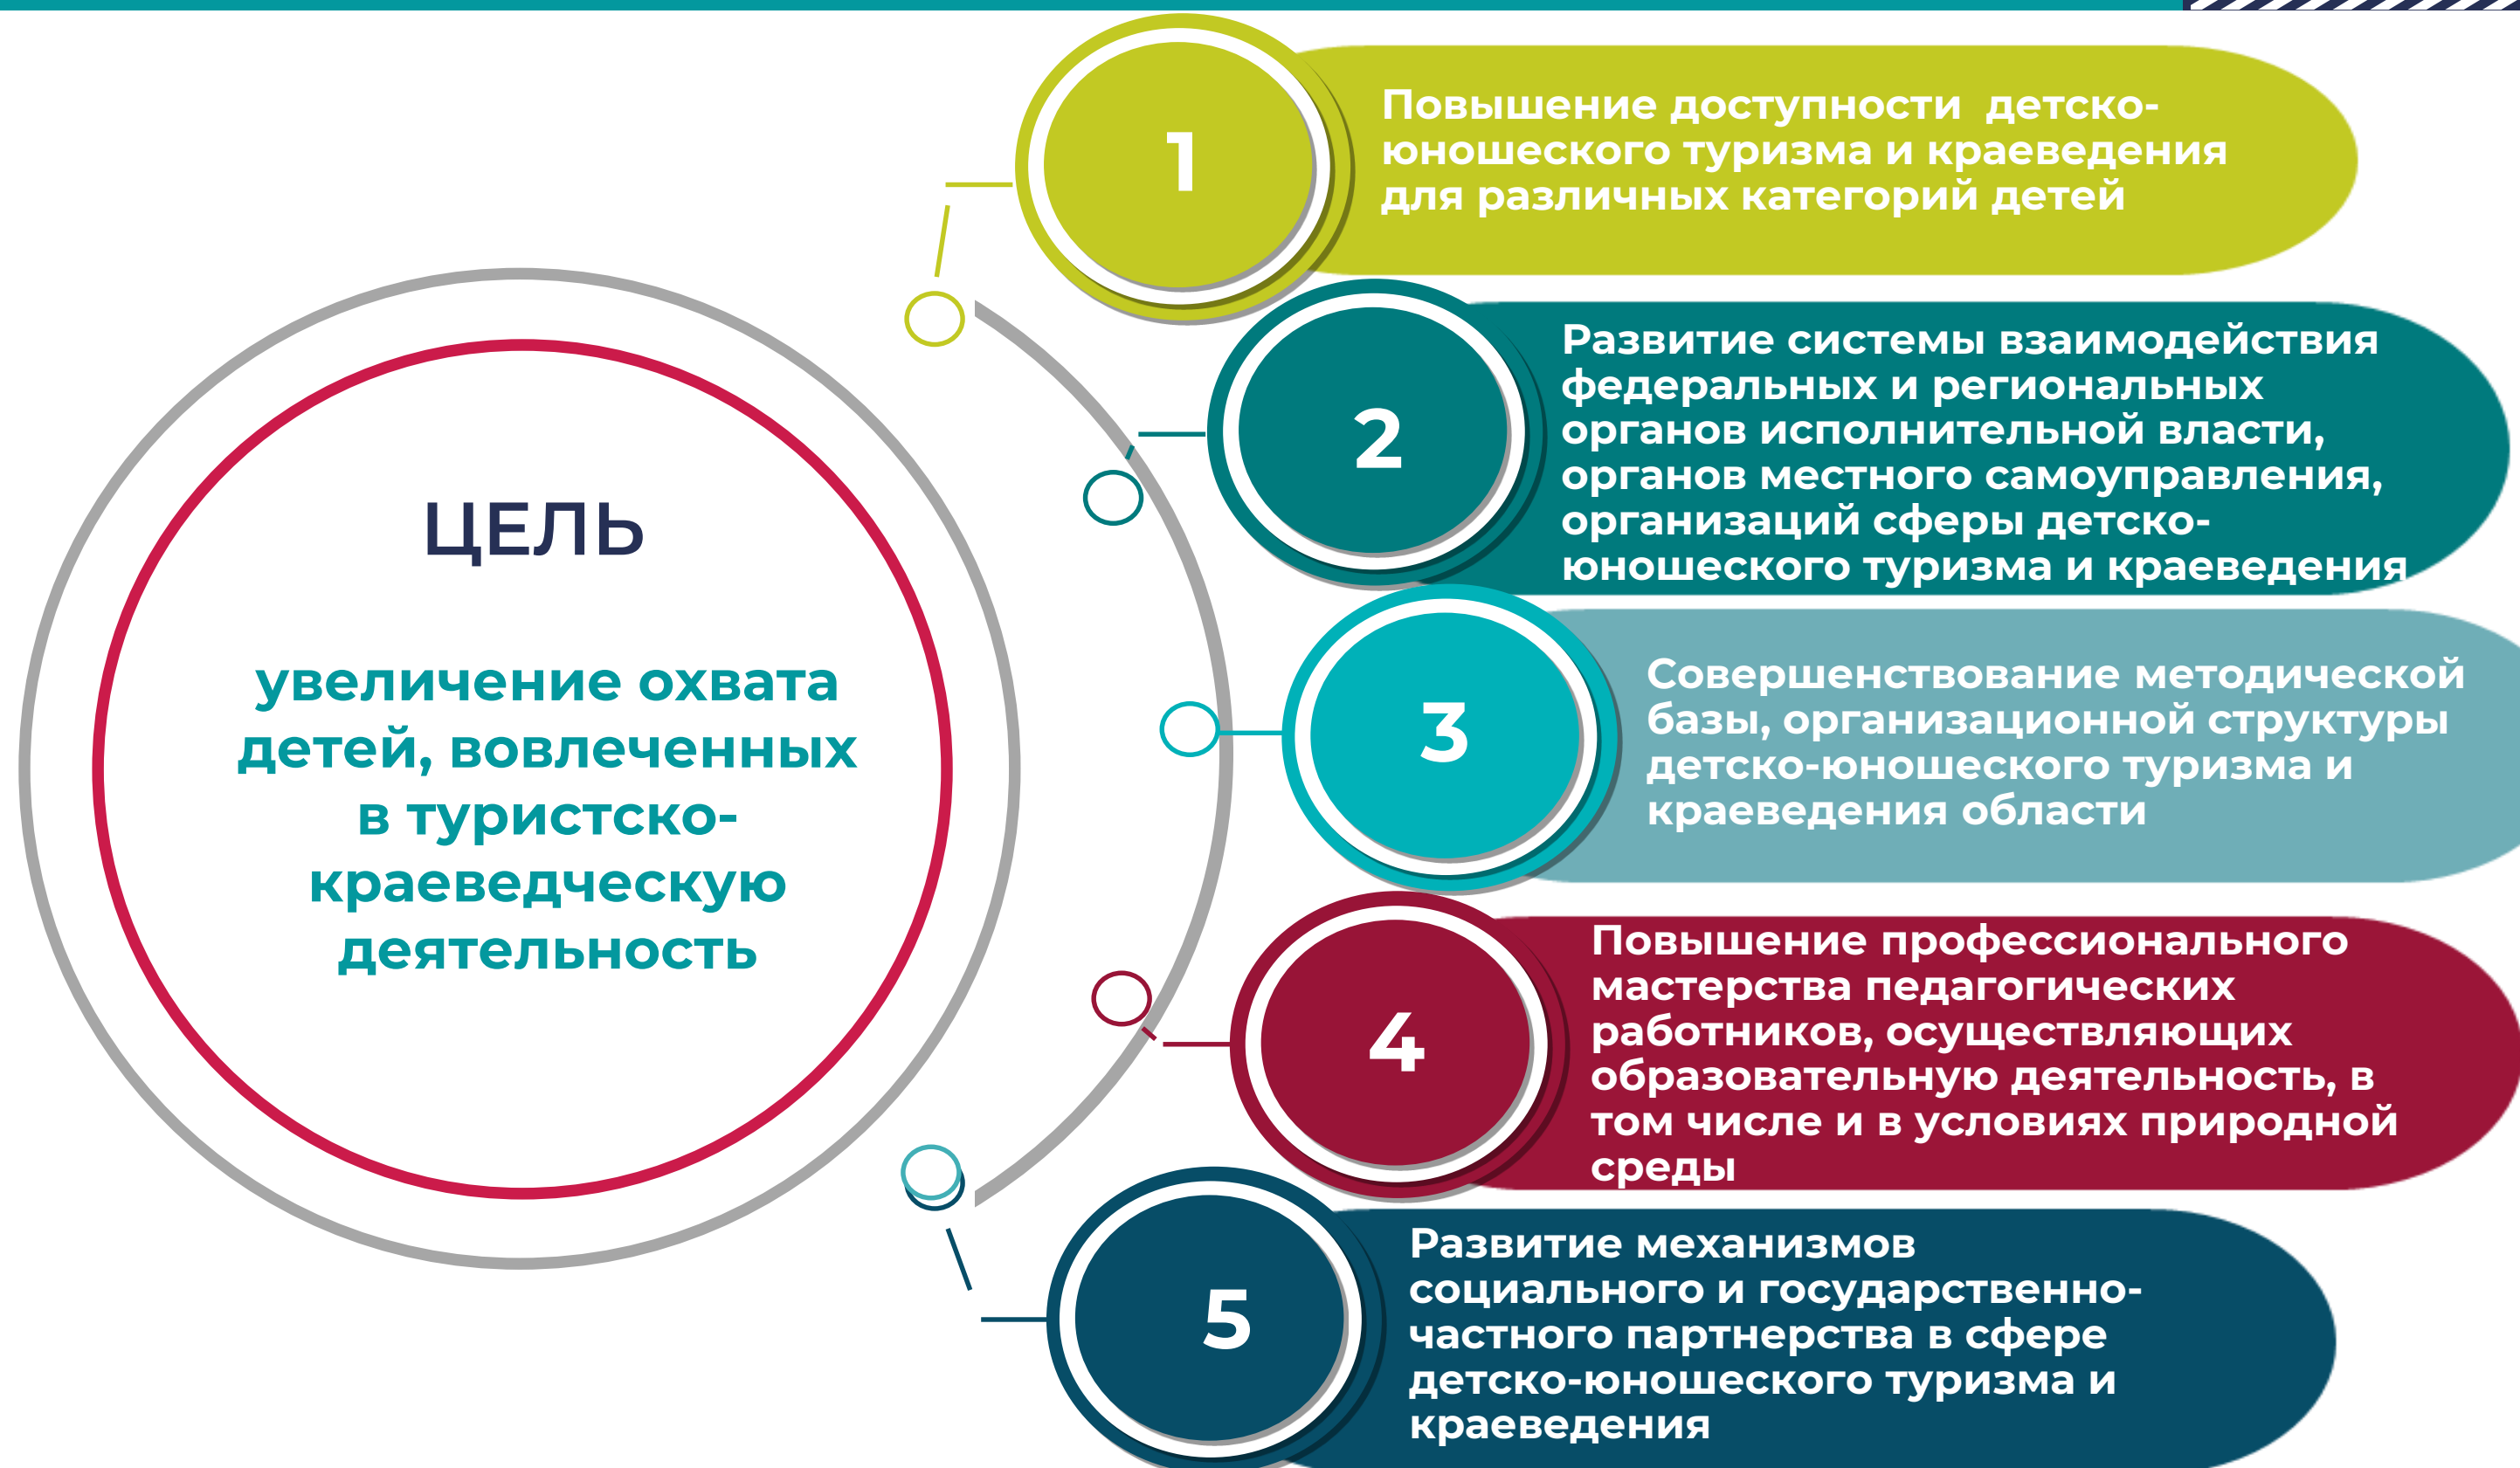 ЦЕЛЬ
увеличение охвата
детей, вовлеченных
в туристско-
краеведческую
деятельность
1
Повышение доступности детско-
юношеского туризма и краеведения
для различных категорий детей
2
Развитие системы взаимодействия
федеральных и региональных
органов исполнительной власти,
органов местного самоуправления,
организаций сферы детско-
юношеского туризма и краеведения
3
Совершенствование методической
базы, организационной структуры
детско-юношеского туризма и
краеведения области
4
Повышение профессионального
мастерства педагогических
работников, осуществляющих
образовательную деятельность, в
том числе и в условиях природной
среды
5
Развитие механизмов
социального и государственно-
частного партнерства в сфере
детско-юношеского туризма и
краеведения